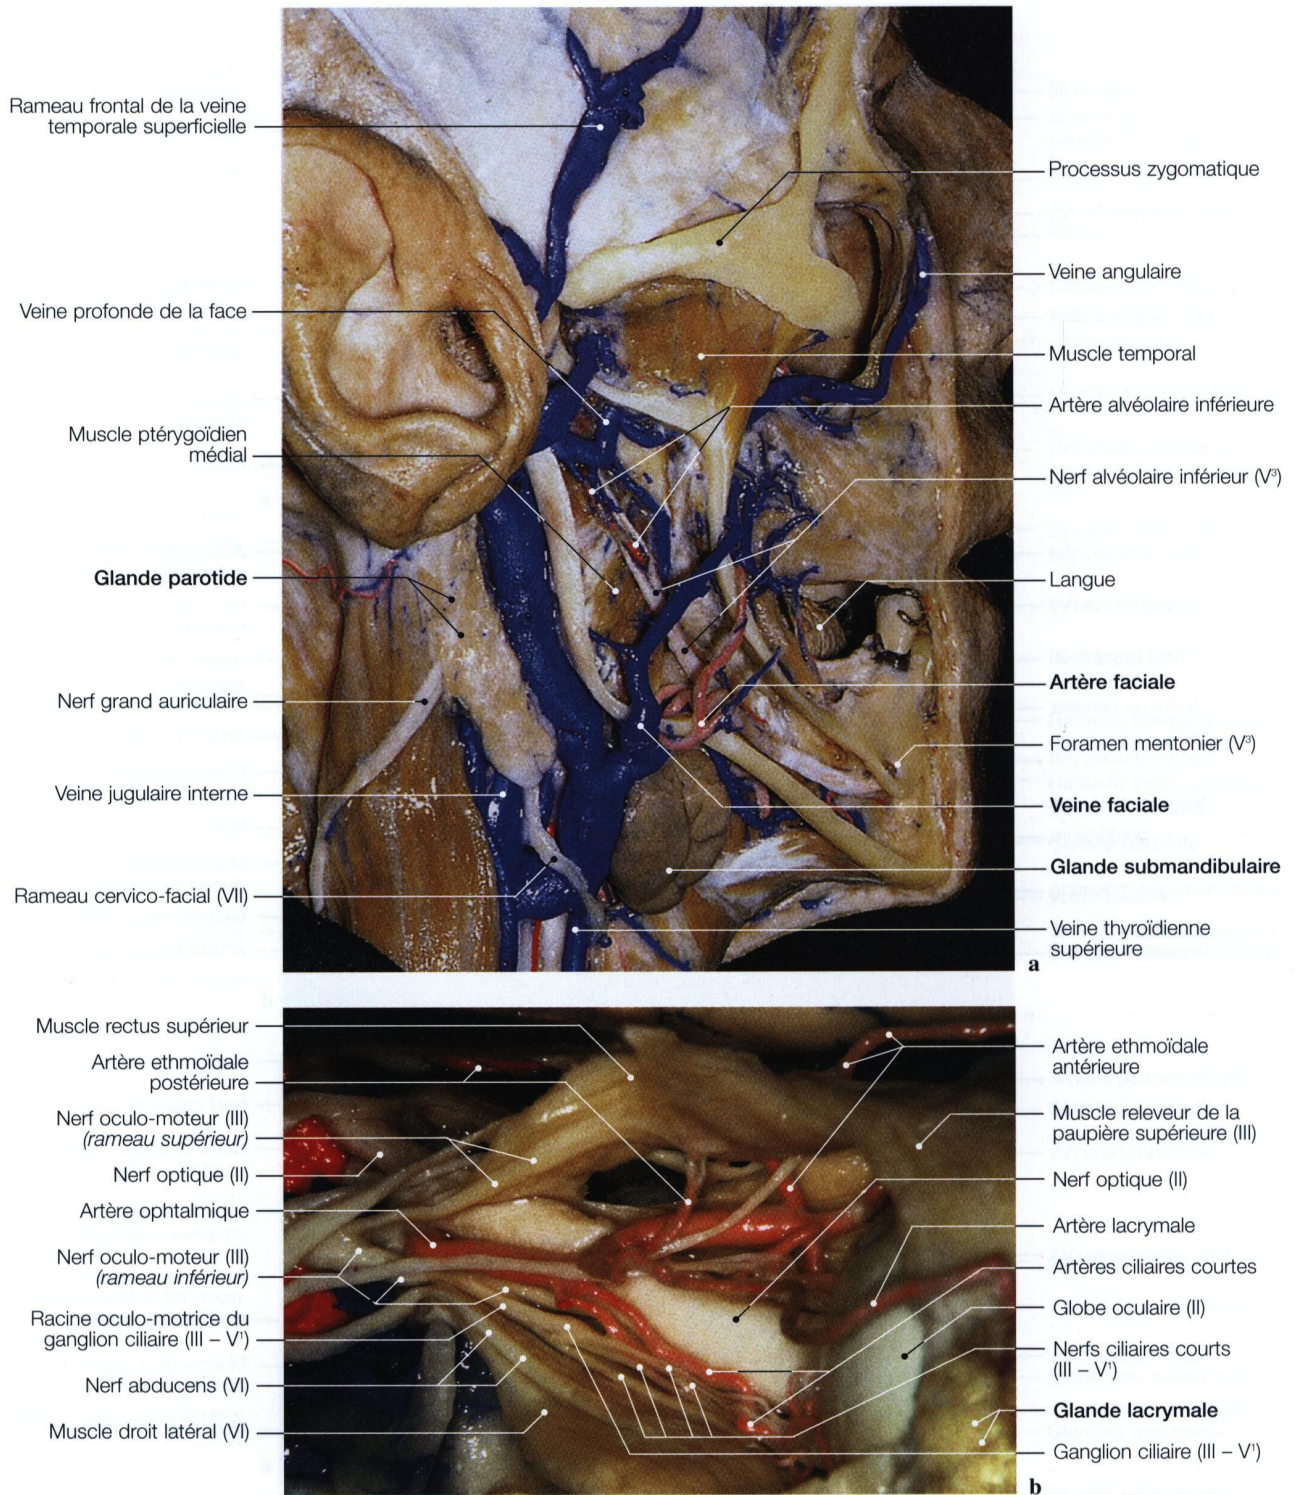 Rameau frontal de la veine
temporale superficielle
Veine profonde de la face
Muscle ptérygoïdien
médial
Glande parotide
Nerf grand auriculaire
Veine jugulaire interne
Rameau cervico-facial (VII)
Processus zygomatique
Veine angulaire
Muscle temporal
Artère alvéolaire inférieure
Nerf alvéolaire inférieur (V³)
Langue
Artère faciale
Foramen mentonier (V³)
Veine faciale
Glande submandibulaire
Veine thyroïdienne
supérieure
a
Muscle rectus supérieur
Artère ethmoïdale
postérieure
Nerf oculo-moteur (III)
(rameau supérieur)
Nerf optique (II)
Artère ophtalmique
Nerf oculo-moteur (III)
(rameau inférieur)
Racine oculo-motrice du
ganglion ciliaire (III – V¹)
Nerf abducens (VI)
Muscle droit latéral (VI)
Artère ethmoïdale
antérieure
Muscle releveur de la
paupière supérieure (III)
Nerf optique (II)
Artère lacrymale
Artères ciliaires courtes
Globe oculaire (II)
Nerfs ciliaires courts
(III – V¹)
Glande lacrymale
Ganglion ciliaire (III – V¹)
b